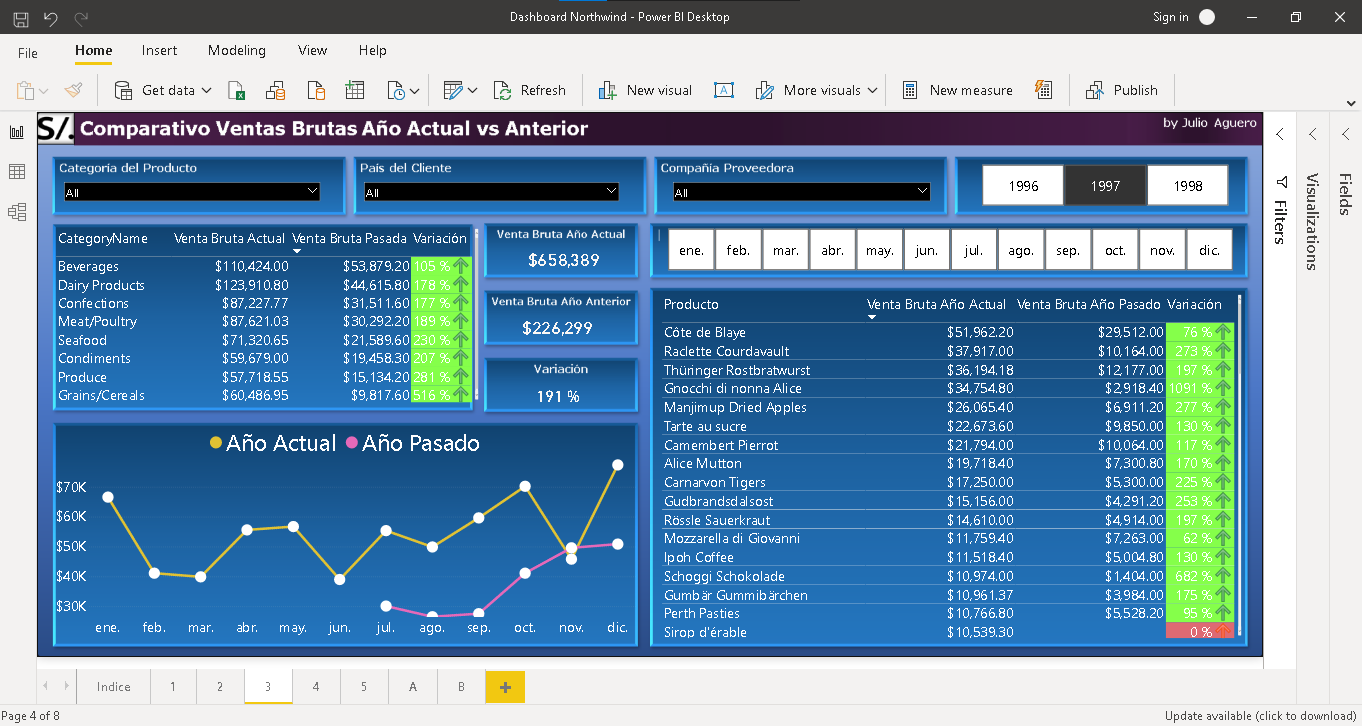 Dashboard Northwind - Power BI Desktop
Sign in
File
Home
Insert
Modeling
View
Help
Get data
Refresh
New visual
A
More visuals
New measure
Publish
S/. Comparativo Ventas Brutas Año Actual vs Anterior
by Julio Aguero
Categoría del Producto
All
País del Cliente
All
Compañía Proveedora
All
1996
1997
1998
CategoryName Venta Bruta Actual Venta Bruta Pasada Variación
Beverages $110,424.00 $53,879.20 105 %
Dairy Products $123,910.80 $44,615.80 178 %
Confections $87,227.77 $31,511.60 177 %
Meat/Poultry $87,621.03 $30,292.20 189 %
Seafood $71,320.65 $21,589.60 230 %
Condiments $59,679.00 $19,458.30 207 %
Produce $57,718.55 $15,134.20 281 %
Grains/Cereals $60,486.95 $9,817.60 516 %
Venta Bruta Año Actual
$658,389
Venta Bruta Año Anterior
$226,299
Variación
191 %
ene. feb. mar. abr. may. jun. jul. ago. sep. oct. nov. dic.
Producto Venta Bruta Año Actual Venta Bruta Año Pasado Variación
Côte de Blaye $51,962.20 $29,512.00 76 %
Raclette Courdavault $37,917.00 $10,164.00 273 %
Thüringer Rostbratwurst $36,194.18 $12,177.00 197 %
Gnocchi di nonna Alice $34,754.80 $2,918.40 1091 %
Manjimup Dried Apples $26,065.40 $6,911.20 277 %
Tarte au sucre $22,673.60 $9,850.00 130 %
Camembert Pierrot $21,794.00 $10,064.00 117 %
Alice Mutton $19,718.40 $7,300.80 170 %
Carnarvon Tigers $17,250.00 $5,300.00 225 %
Gudbrandsdalsost $15,156.00 $4,291.20 253 %
Rössle Sauerkraut $14,610.00 $4,914.00 197 %
Mozzarella di Giovanni $11,759.40 $7,263.00 62 %
Ipoh Coffee $11,518.40 $5,004.80 130 %
Schoggi Schokolade $10,974.00 $1,404.00 682 %
Gumbär Gummibärchen $10,961.37 $3,984.00 175 %
Perth Pasties $10,766.80 $5,528.20 95 %
Sirop d'érable $10,539.30 0 %
Año Actual Año Pasado
$70K
$60K
$50K
$40K
$30K
ene. feb. mar. abr. may. jun. jul. ago. sep. oct. nov. dic.
Filters
Visualizations
Fields
Indice
1
2
3
4
5
A
B
+
Page 4 of 8
Update available (click to download)